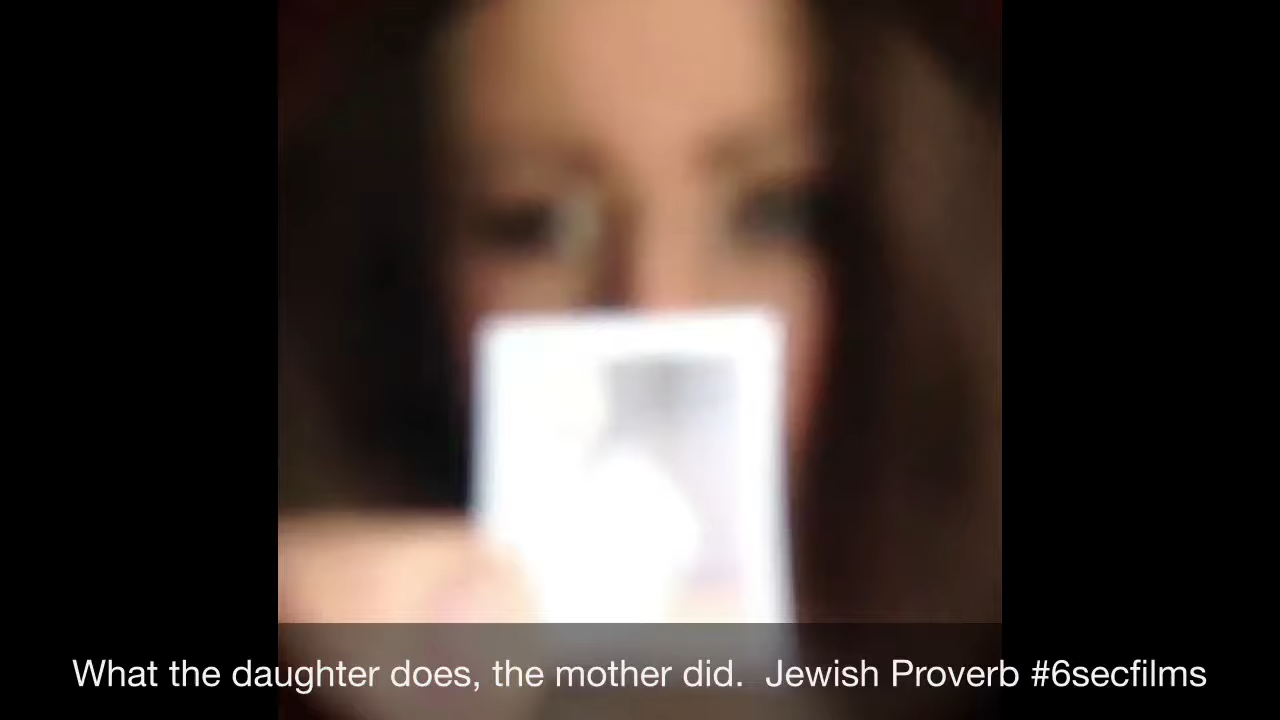 What the daughter does, the mother did.  Jewish Proverb #6secfilms